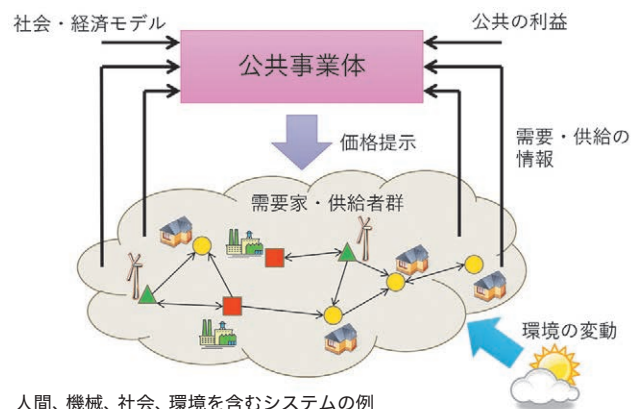 社会・経済モデル
公共の利益
公共事業体
価格提示
需要・供給の
情報
需要家・供給者群
環境の変動
人間、機械、社会、環境を含むシステムの例